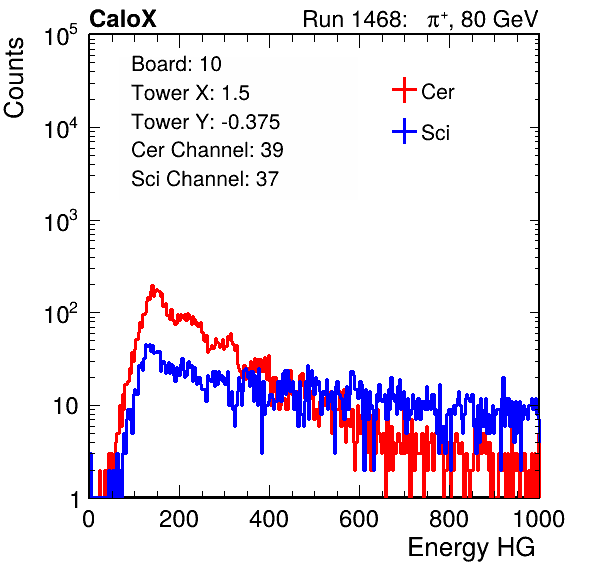 CaloX Run 1468: π⁺, 80 GeV
Counts
Board: 10
Tower X: 1.5
Tower Y: -0.375
Cer Channel: 39
Sci Channel: 37
Cer
Sci
10⁵
10⁴
10³
10²
10
1
0 200 400 600 800 1000
Energy HG